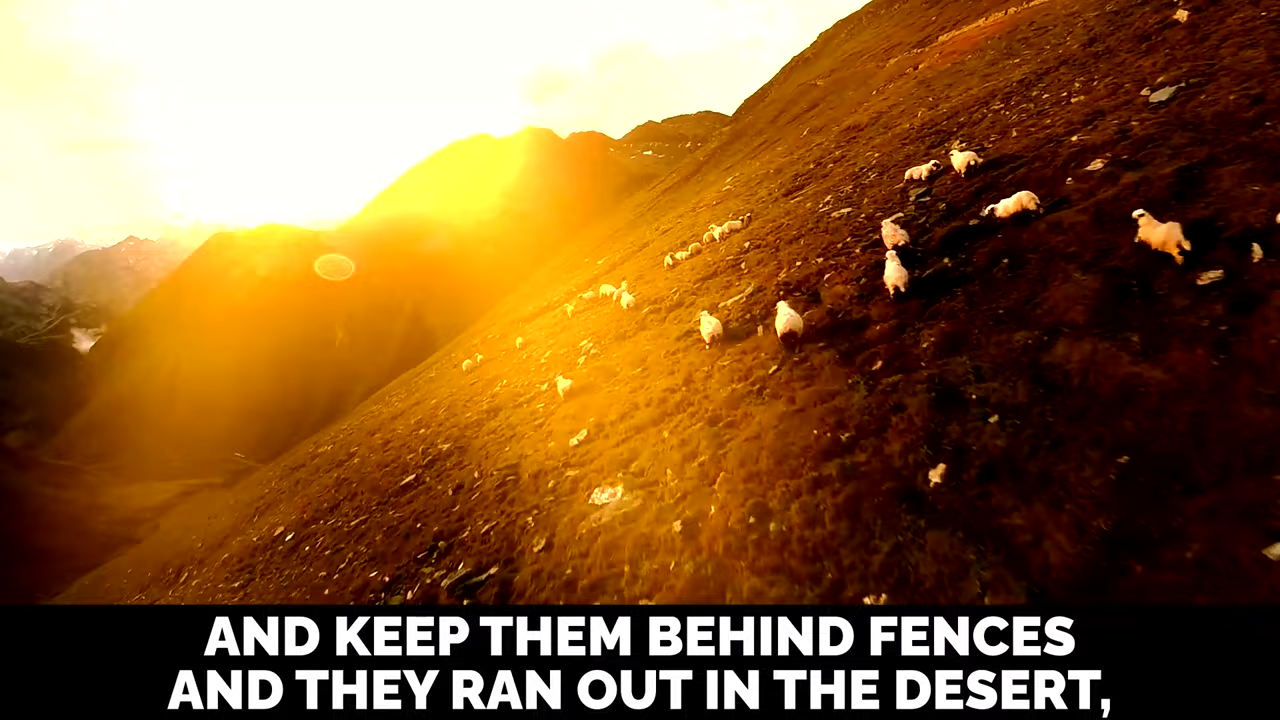 AND KEEP THEM BEHIND FENCES
AND THEY RAN OUT IN THE DESERT,